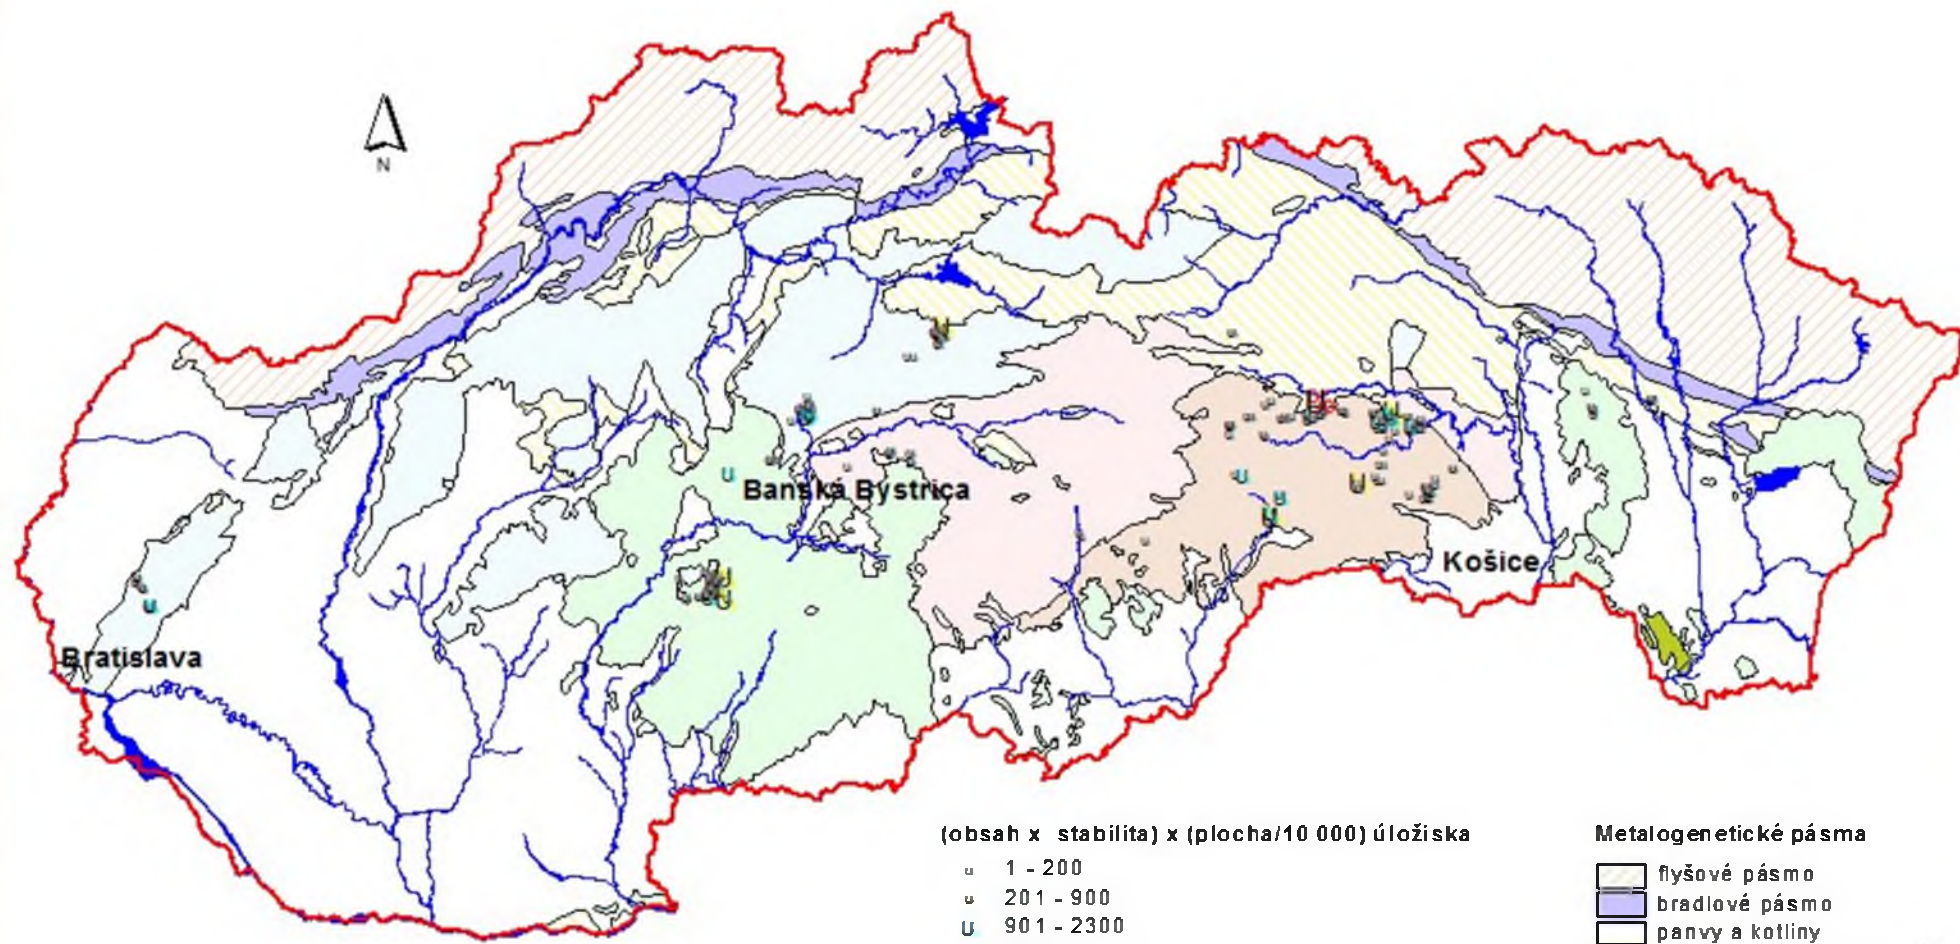 N
Banská Bystrica
Košice
Bratislava
(obsah x stabilita) x (plocha/10 000) úložiska
u 1 - 200
u 201 - 900
U 901 - 2300
Metalogenetické pásma
flyšové pásmo
bradlové pásmo
panvy a kotliny